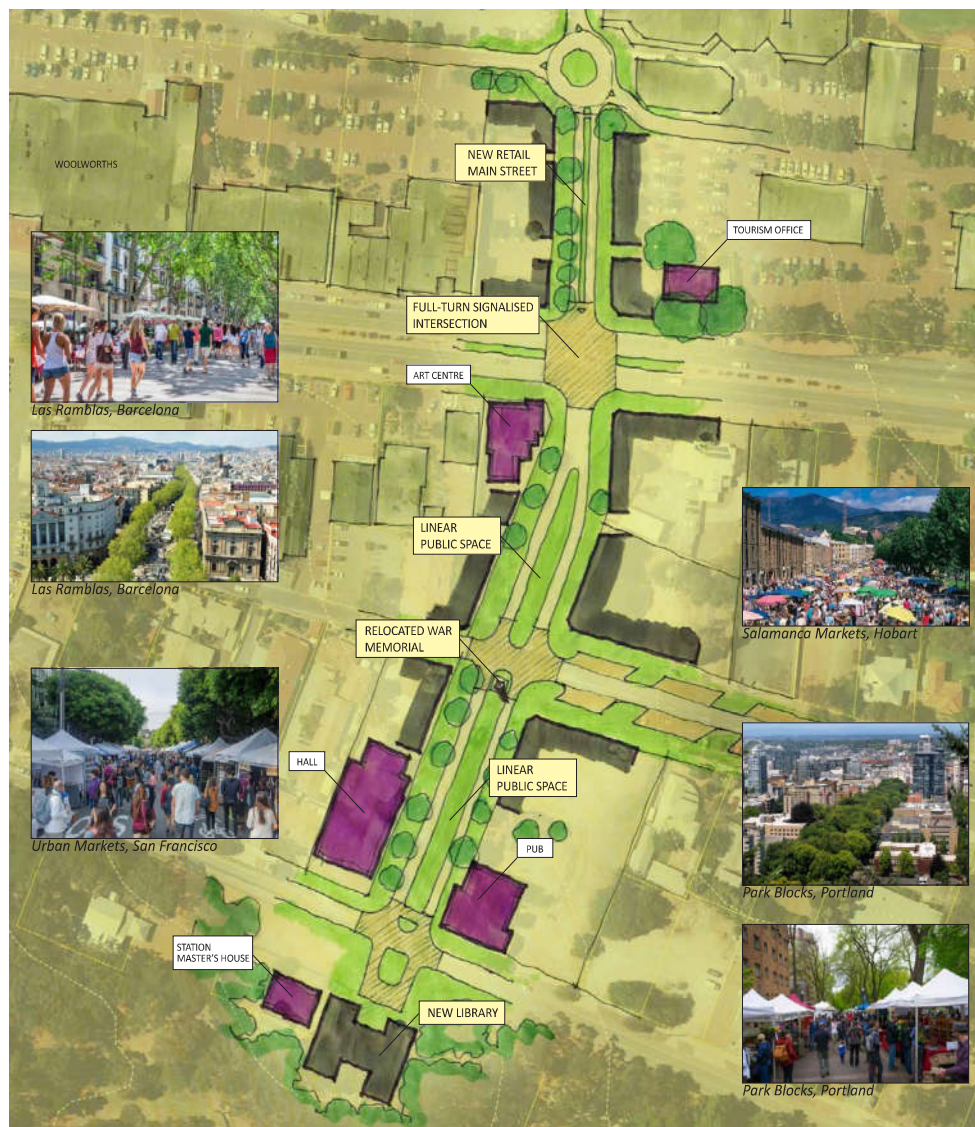 WOOLWORTHS
NEW RETAIL
MAIN STREET
TOURISM OFFICE
FULL-TURN SIGNALISED
INTERSECTION
ART CENTRE
Las Ramblas, Barcelona
LINEAR
PUBLIC SPACE
Las Ramblas, Barcelona
RELOCATED WAR
MEMORIAL
Salamanca Markets, Hobart
HALL
LINEAR
PUBLIC SPACE
Urban Markets, San Francisco
PUB
Park Blocks, Portland
STATION
MASTER'S HOUSE
NEW LIBRARY
Park Blocks, Portland